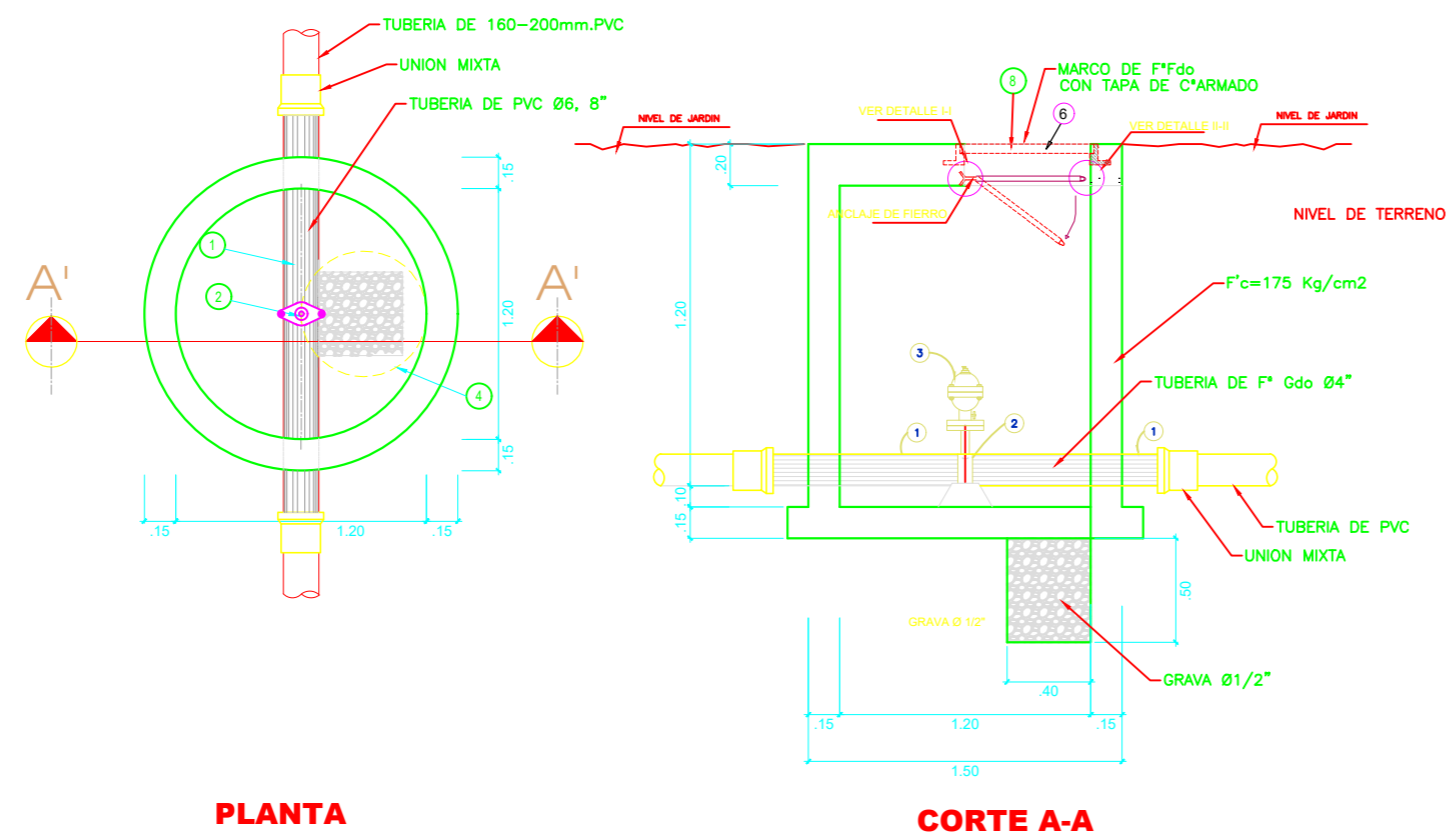 TUBERIA DE 160-200mm.PVC
UNION MIXTA
TUBERIA DE PVC Ø6, 8"
.15
1
A'
A'
2
1.20
4
.15
.15
1.20
.15
PLANTA
8
MARCO DE F°Fdo
CON TAPA DE C°ARMADO
6
VER DETALLE I-I
VER DETALLE II-II
NIVEL DE JARDIN
NIVEL DE JARDIN
.20
ANCLAJE DE FIERRO
NIVEL DE TERRENO
F'c=175 Kg/cm2
1.20
3
TUBERIA DE F° Gdo Ø4"
1
2
1
.10
.15
TUBERIA DE PVC
UNION MIXTA
.50
GRAVA Ø 1/2"
GRAVA Ø1/2"
.40
.15
1.20
.15
1.50
CORTE A-A